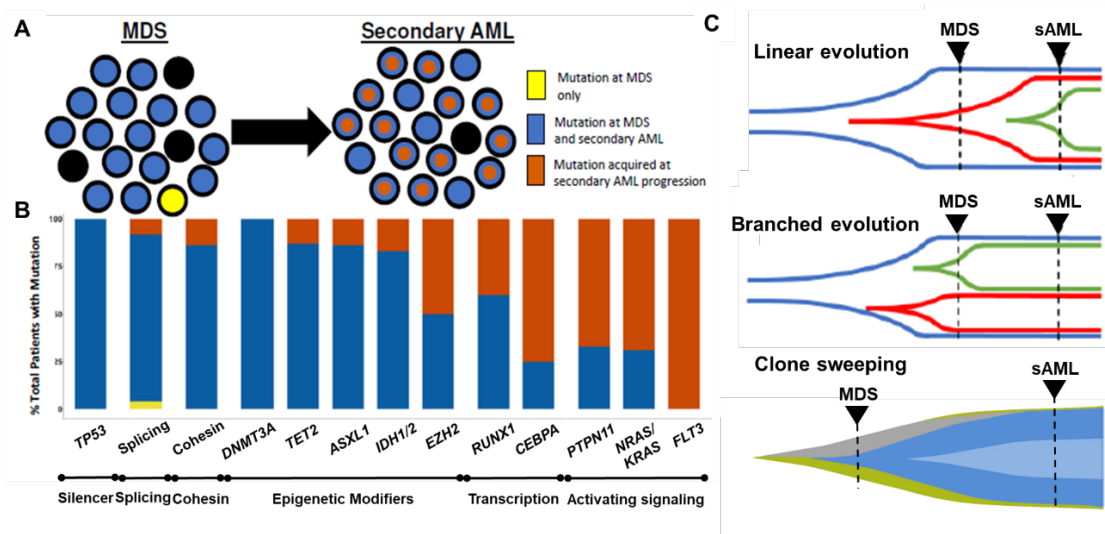 A
MDS
Secondary AML
Mutation at MDS
only
Mutation at MDS
and secondary AML
Mutation acquired at
secondary AML progression
B
% Total Patients with Mutation
100
75
50
25
0
TP53
Splicing
Cohesin
DNMT3A
TET2
ASXL1
IDH1/2
EZH2
RUNX1
CEBPA
PTPN11
NRAS/
KRAS
FLT3
Silencer
Splicing
Cohesin
Epigenetic Modifiers
Transcription
Activating signaling
C
MDS
sAML
Linear evolution
MDS
sAML
Branched evolution
Clone sweeping
sAML
MDS